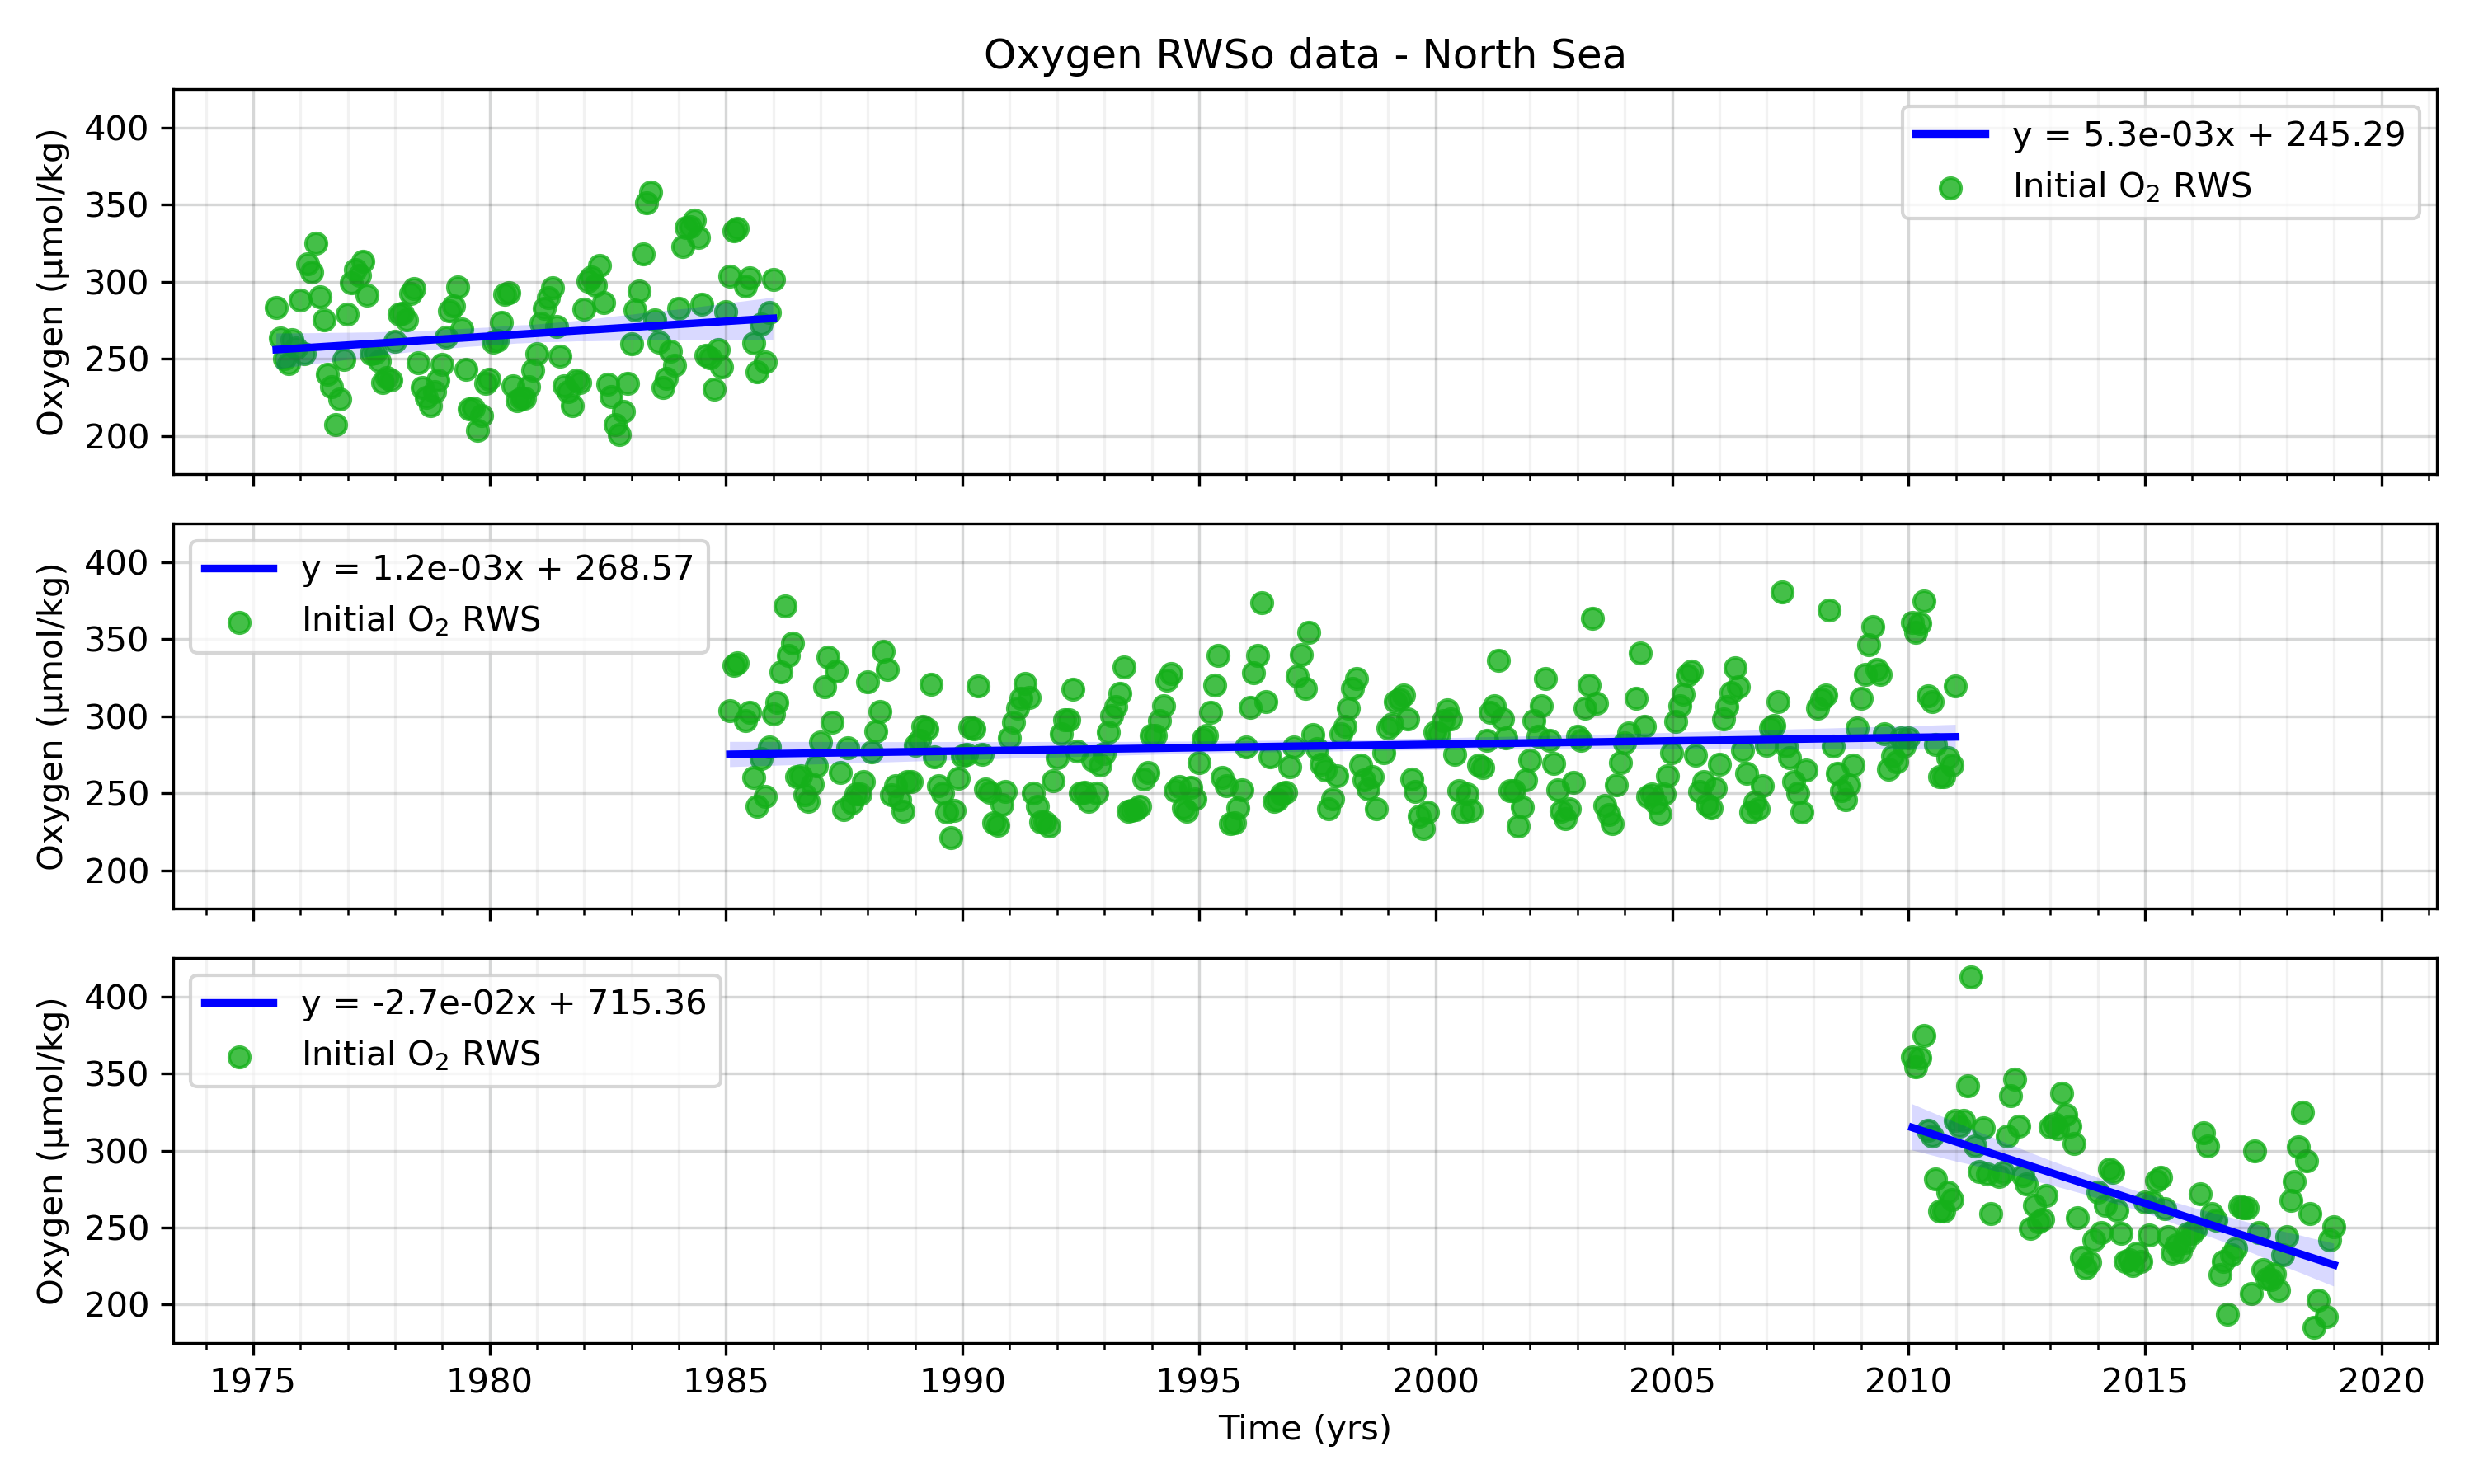 Oxygen RWSo data - North Sea
Oxygen (µmol/kg)
400
350
300
250
200
y = 5.3e-03x + 245.29
Initial O₂ RWS
Oxygen (µmol/kg)
400
350
300
250
200
y = 1.2e-03x + 268.57
Initial O₂ RWS
Oxygen (µmol/kg)
400
350
300
250
200
y = -2.7e-02x + 715.36
Initial O₂ RWS
1975 1980 1985 1990 1995 2000 2005 2010 2015 2020
Time (yrs)